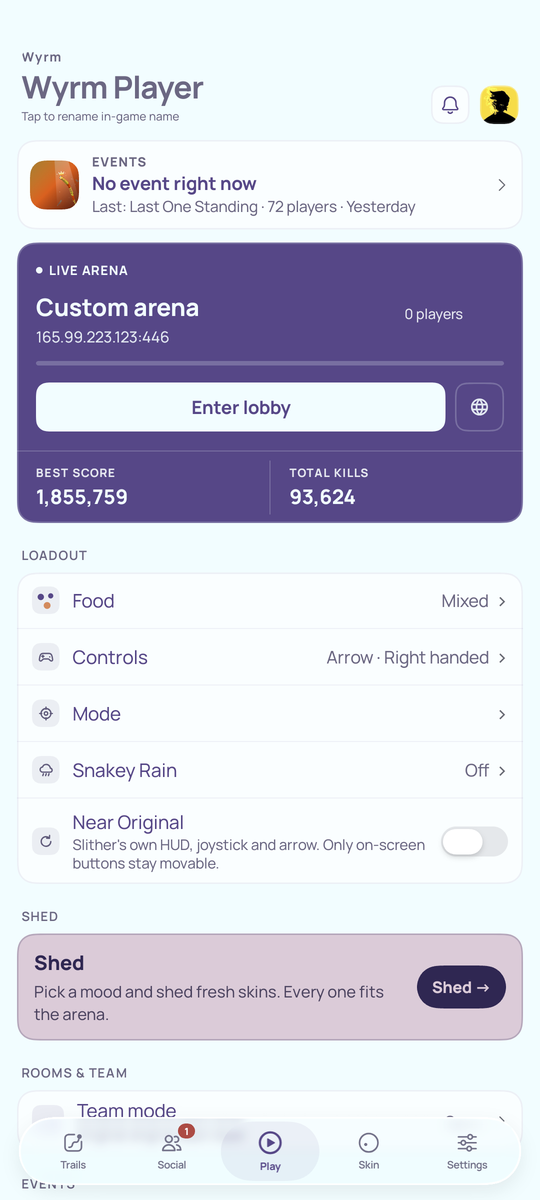 Wyrm
Wyrm Player
Tap to rename in-game name
EVENTS
No event right now
Last: Last One Standing · 72 players · Yesterday
LIVE ARENA
Custom arena
0 players
165.99.223.123:446
Enter lobby
BEST SCORE
TOTAL KILLS
1,855,759
93,624
LOADOUT
Food
Mixed
Controls
Arrow · Right handed
Mode
Snakey Rain
Off
Near Original
Slither's own HUD, joystick and arrow. Only on-screen
buttons stay movable.
SHED
Shed
Pick a mood and shed fresh skins. Every one fits
the arena.
Shed →
ROOMS & TEAM
Team mode
1
Trails
Social
Play
Skin
Settings
EVENTS